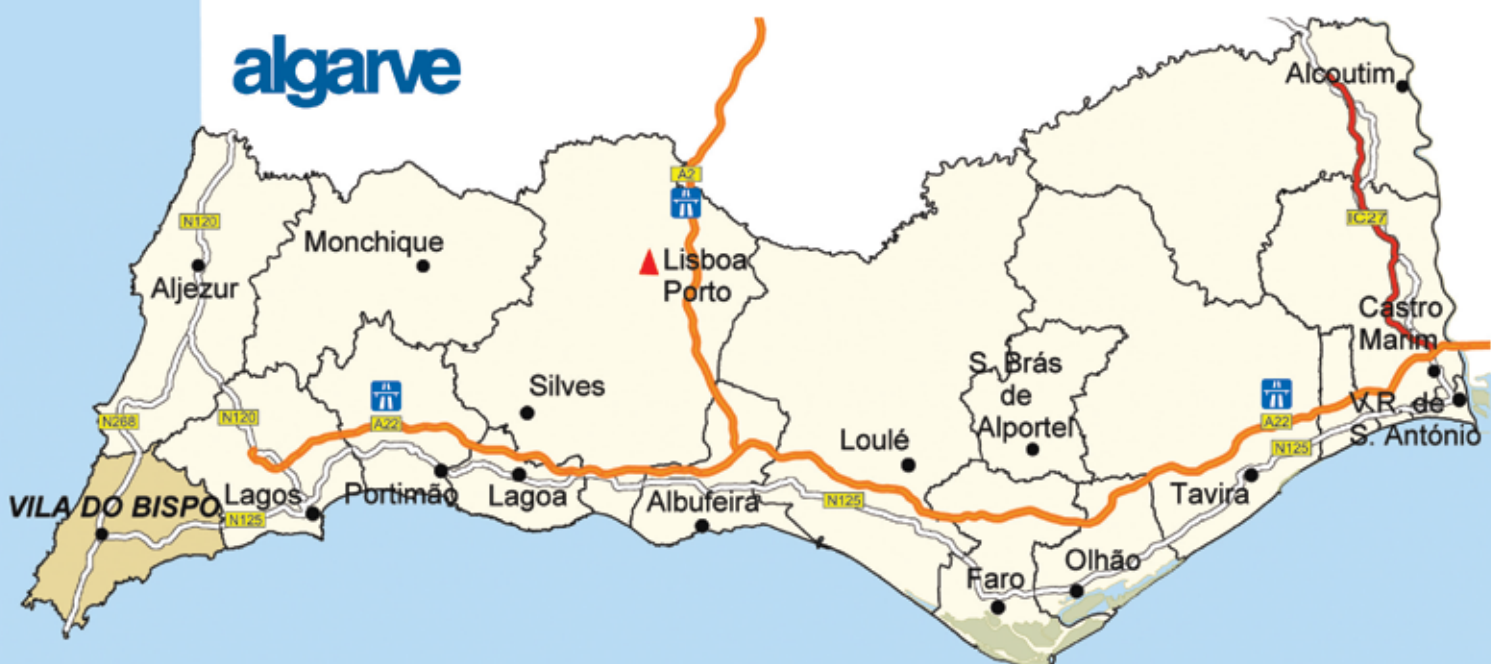 algarve
Alcoutim
A2
N120
IC27
Monchique
Lisboa
Porto
Aljezur
Castro
Marim
S. Brás
de
Alportel
Silves
N268
N120
A22
A22
V.R. de
S. António
Loulé
N125
VILA DO BISPO
Lagos
Portimão
Lagoa
Albufeira
N125
Tavira
N125
Faro
Olhão